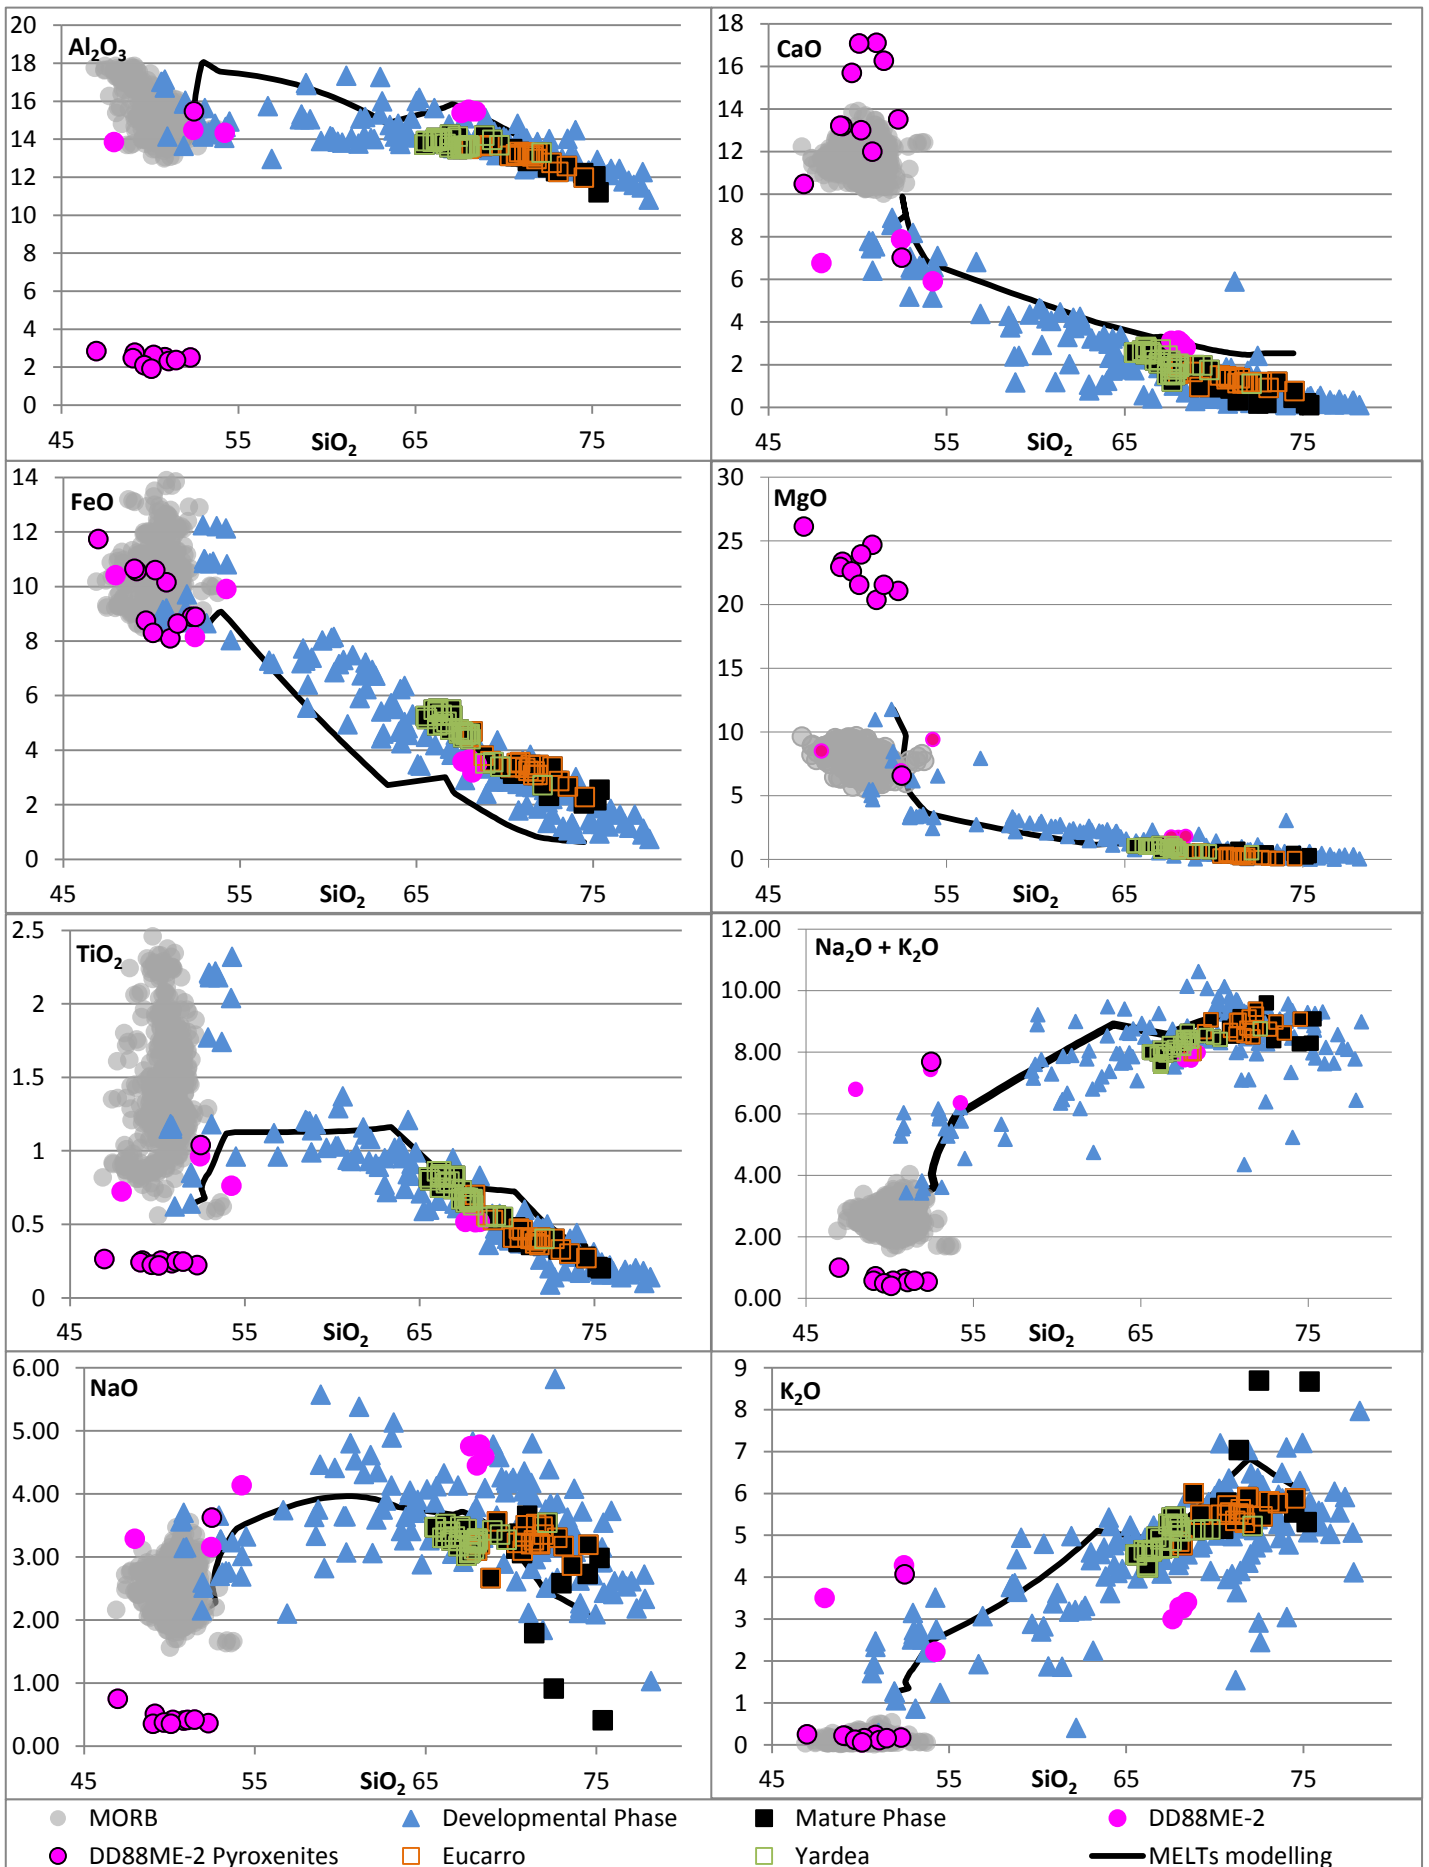 Al₂O₃
20
18
16
14
12
10
8
6
4
2
0
45 55 65 75
SiO₂
CaO
18
16
14
12
10
8
6
4
2
0
45 55 65 75
SiO₂
FeO
14
12
10
8
6
4
2
0
45 55 65 75
MgO
30
25
20
15
10
5
0
45 55 65 75
SiO₂
TiO₂
2.5
2
1.5
1
0.5
0
45 55 65 75
SiO₂
Na₂O + K₂O
12.00
10.00
8.00
6.00
4.00
2.00
0.00
45 55 65 75
NaO
6.00
5.00
4.00
3.00
2.00
1.00
0.00
45 55 65 75
SiO₂
K₂O
9
8
7
6
5
4
3
2
1
0
45 55 65 75
SiO₂
MORB Developmental Phase Mature Phase DD88ME-2
DD88ME-2 Pyroxenites Eucarro Yardea MELTs modelling